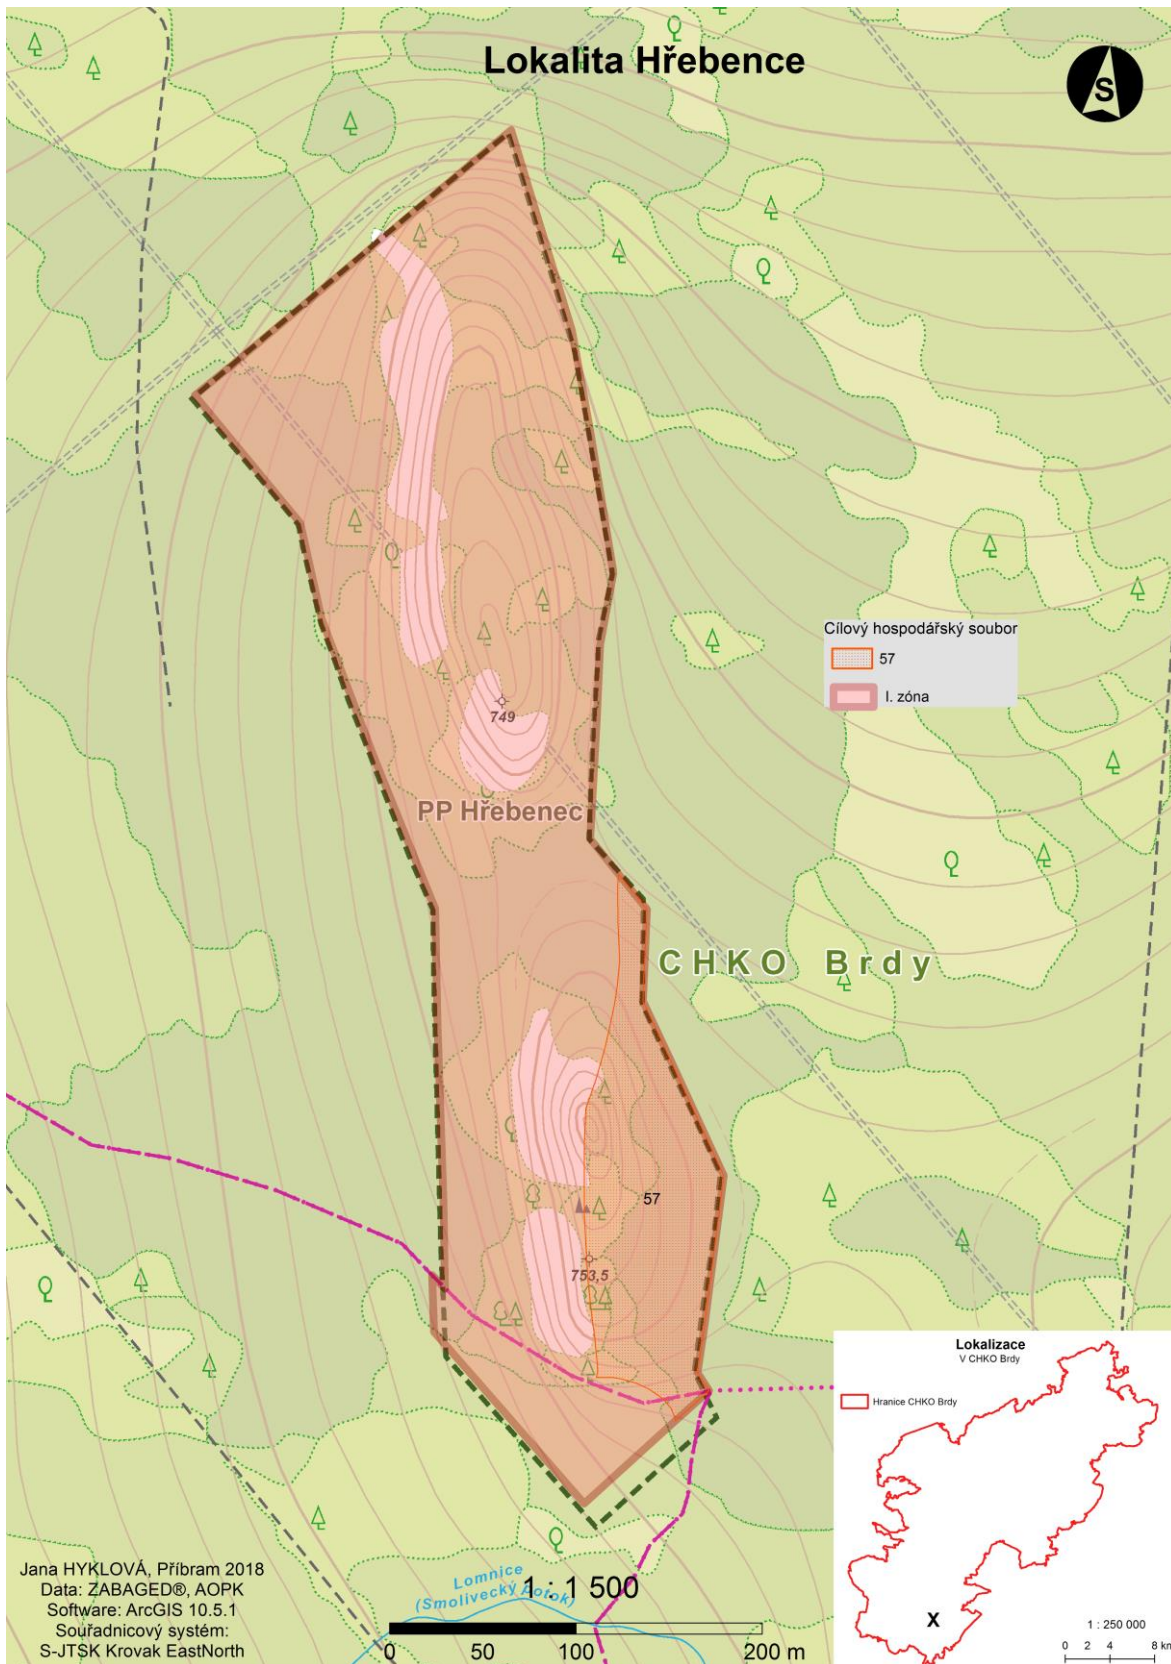 Lokalita Hřebence
S
Cílový hospodářský soubor
57
I. zóna
749
PP Hřebenec
CHKO Brdy
57
753,5
Lokalizace
V CHKO Brdy
Hranice CHKO Brdy
X
1 : 250 000
0 2 4 8 km
Jana HYKLOVÁ, Příbram 2018
Data: ZABAGED®, AOPK
Software: ArcGIS 10.5.1
Souřadnicový systém:
S-JTSK Krovak EastNorth
Lomnice
(Smolivecký potok)
1 : 1 500
0 50 100 200 m